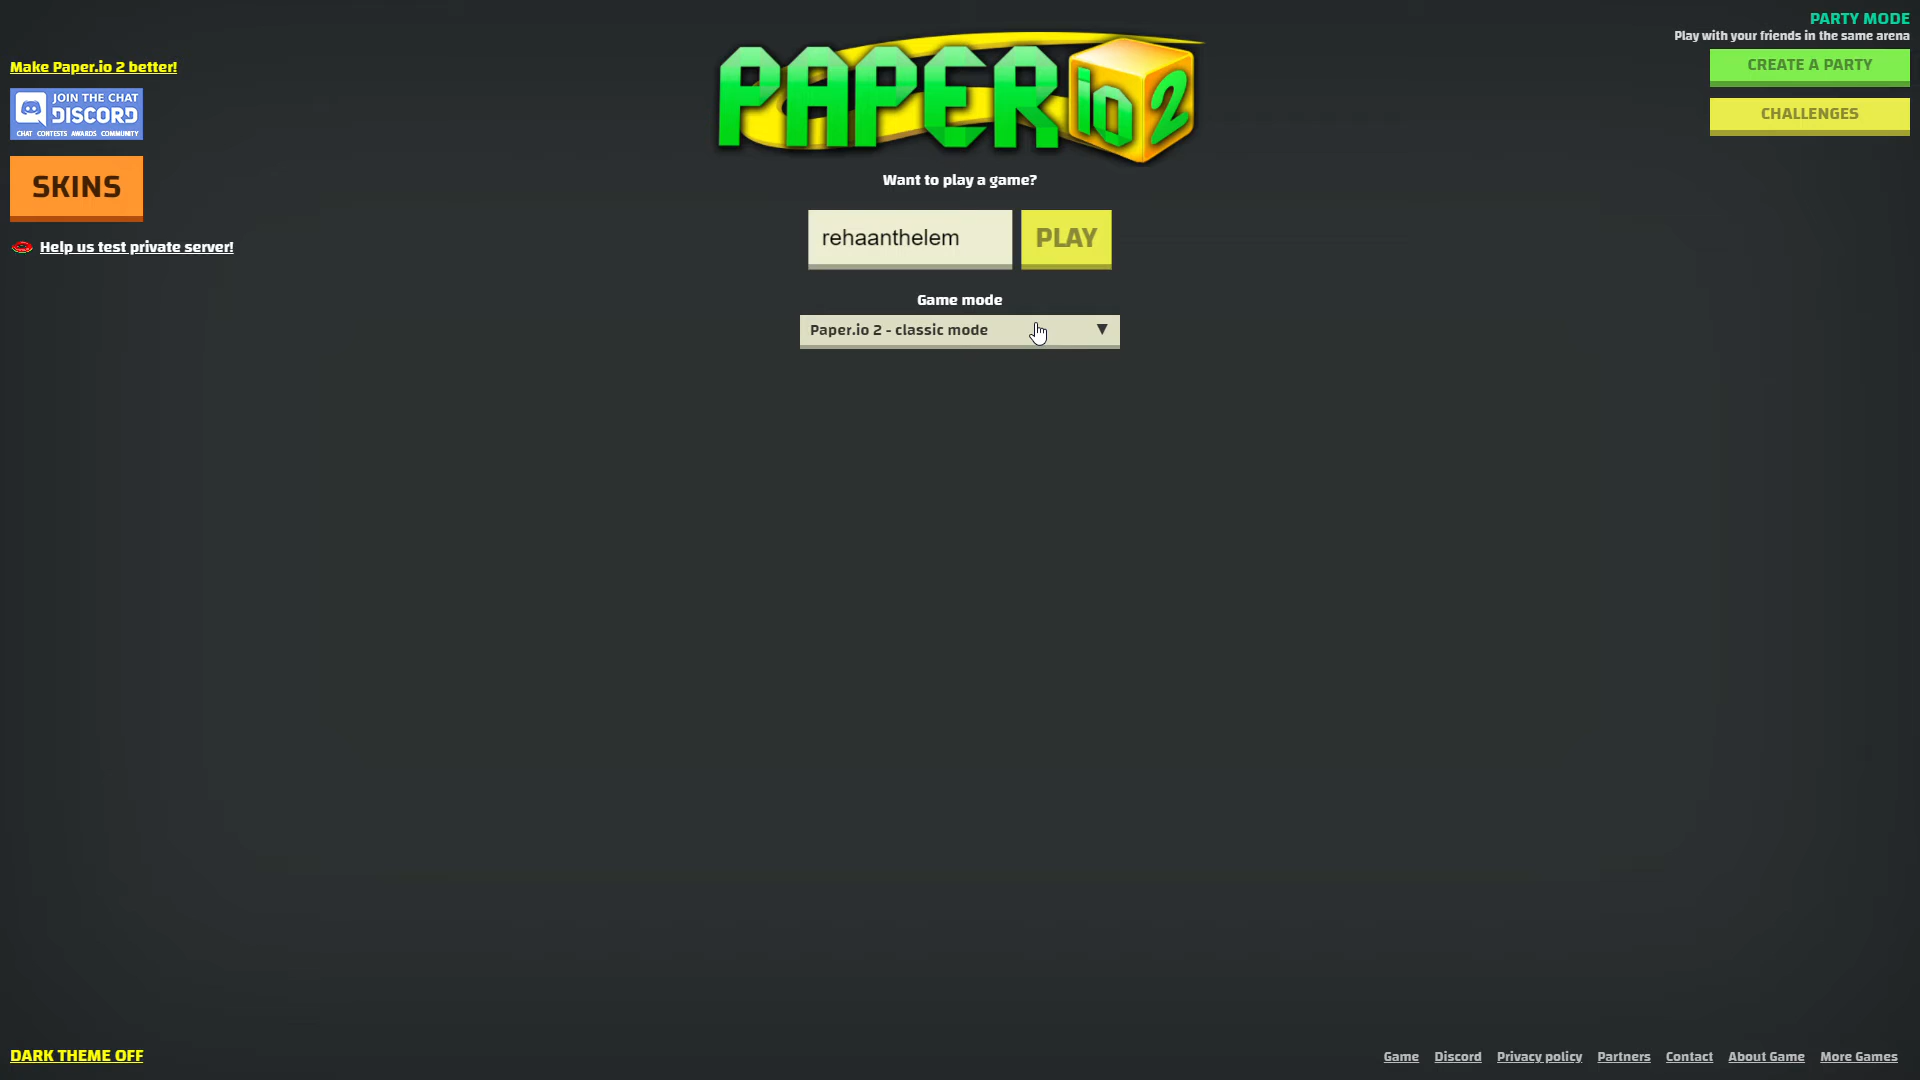 Make Paper.io 2 better!
JOIN THE CHAT
DISCORD
CHAT CONTESTS AWARDS COMMUNITY
SKINS
Help us test private server!
PAPER io 2
Want to play a game?
rehaanthelem
PLAY
Game mode
Paper.io 2 - classic mode
PARTY MODE
Play with your friends in the same arena
CREATE A PARTY
CHALLENGES
DARK THEME OFF
Game Discord Privacy policy Partners Contact About Game More Games